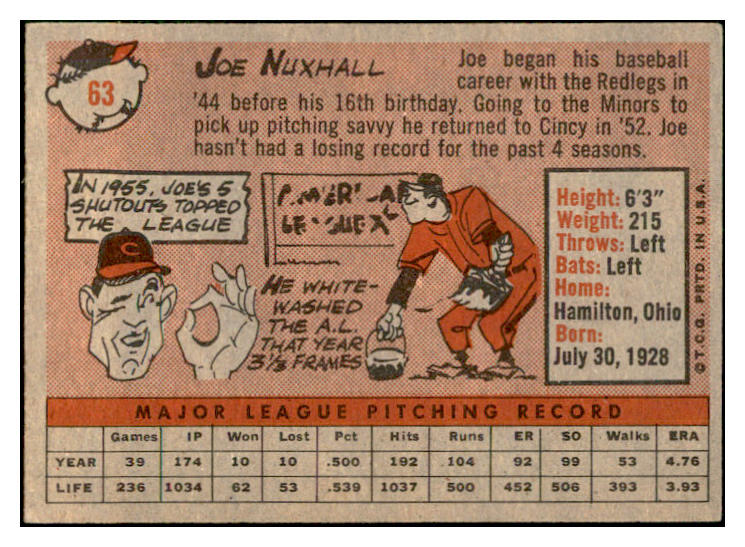 63
JOE NUXHALL
Joe began his baseball
career with the Redlegs in
'44 before his 16th birthday. Going to the Minors to
pick up pitching savvy he returned to Cincy in '52. Joe
hasn't had a losing record for the past 4 seasons.
IN 1955, JOE'S 5
SHUTOUTS TOPPED
THE LEAGUE
C
HE WHITE-
WASHED
THE A.L.
THAT YEAR
3⅓ FRAMES
Height: 6'3"
Weight: 215
Throws: Left
Bats: Left
Home:
Hamilton, Ohio
Born:
July 30, 1928
©T.C.G. PRTD. IN U.S.A.
MAJOR LEAGUE PITCHING RECORD
Games IP Won Lost Pct Hits Runs ER SO Walks ERA
YEAR 39 174 10 10 .500 192 104 92 99 53 4.76
LIFE 236 1034 62 53 .539 1037 500 452 506 393 3.93